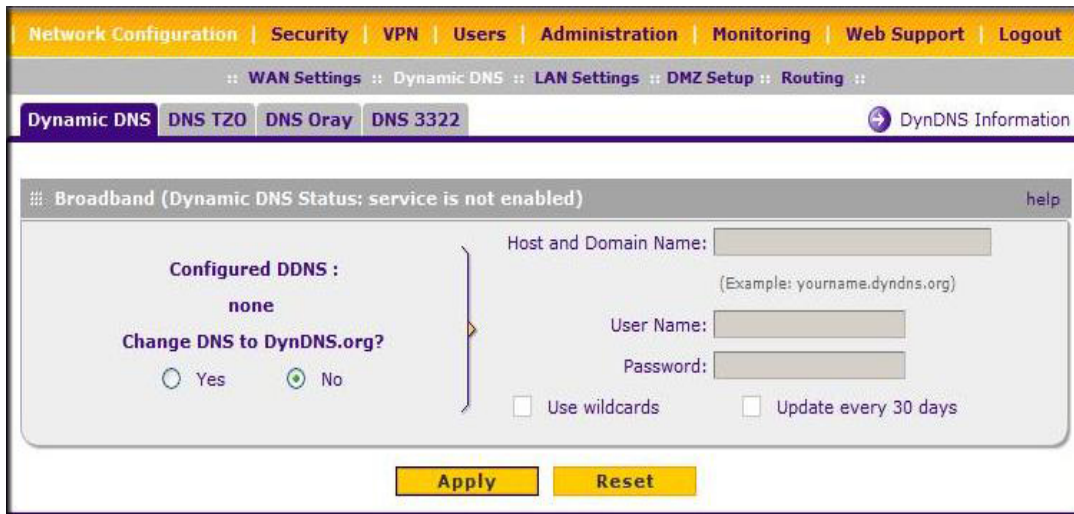 Network Configuration | Security | VPN | Users | Administration | Monitoring | Web Support | Logout
:: WAN Settings :: Dynamic DNS :: LAN Settings :: DMZ Setup :: Routing ::
Dynamic DNS DNS TZO DNS Oray DNS 3322 DynDNS Information
Broadband (Dynamic DNS Status: service is not enabled) help
Configured DDNS :
none
Change DNS to DynDNS.org?
Yes No
Host and Domain Name:
(Example: yourname.dyndns.org)
User Name:
Password:
Use wildcards Update every 30 days
Apply Reset